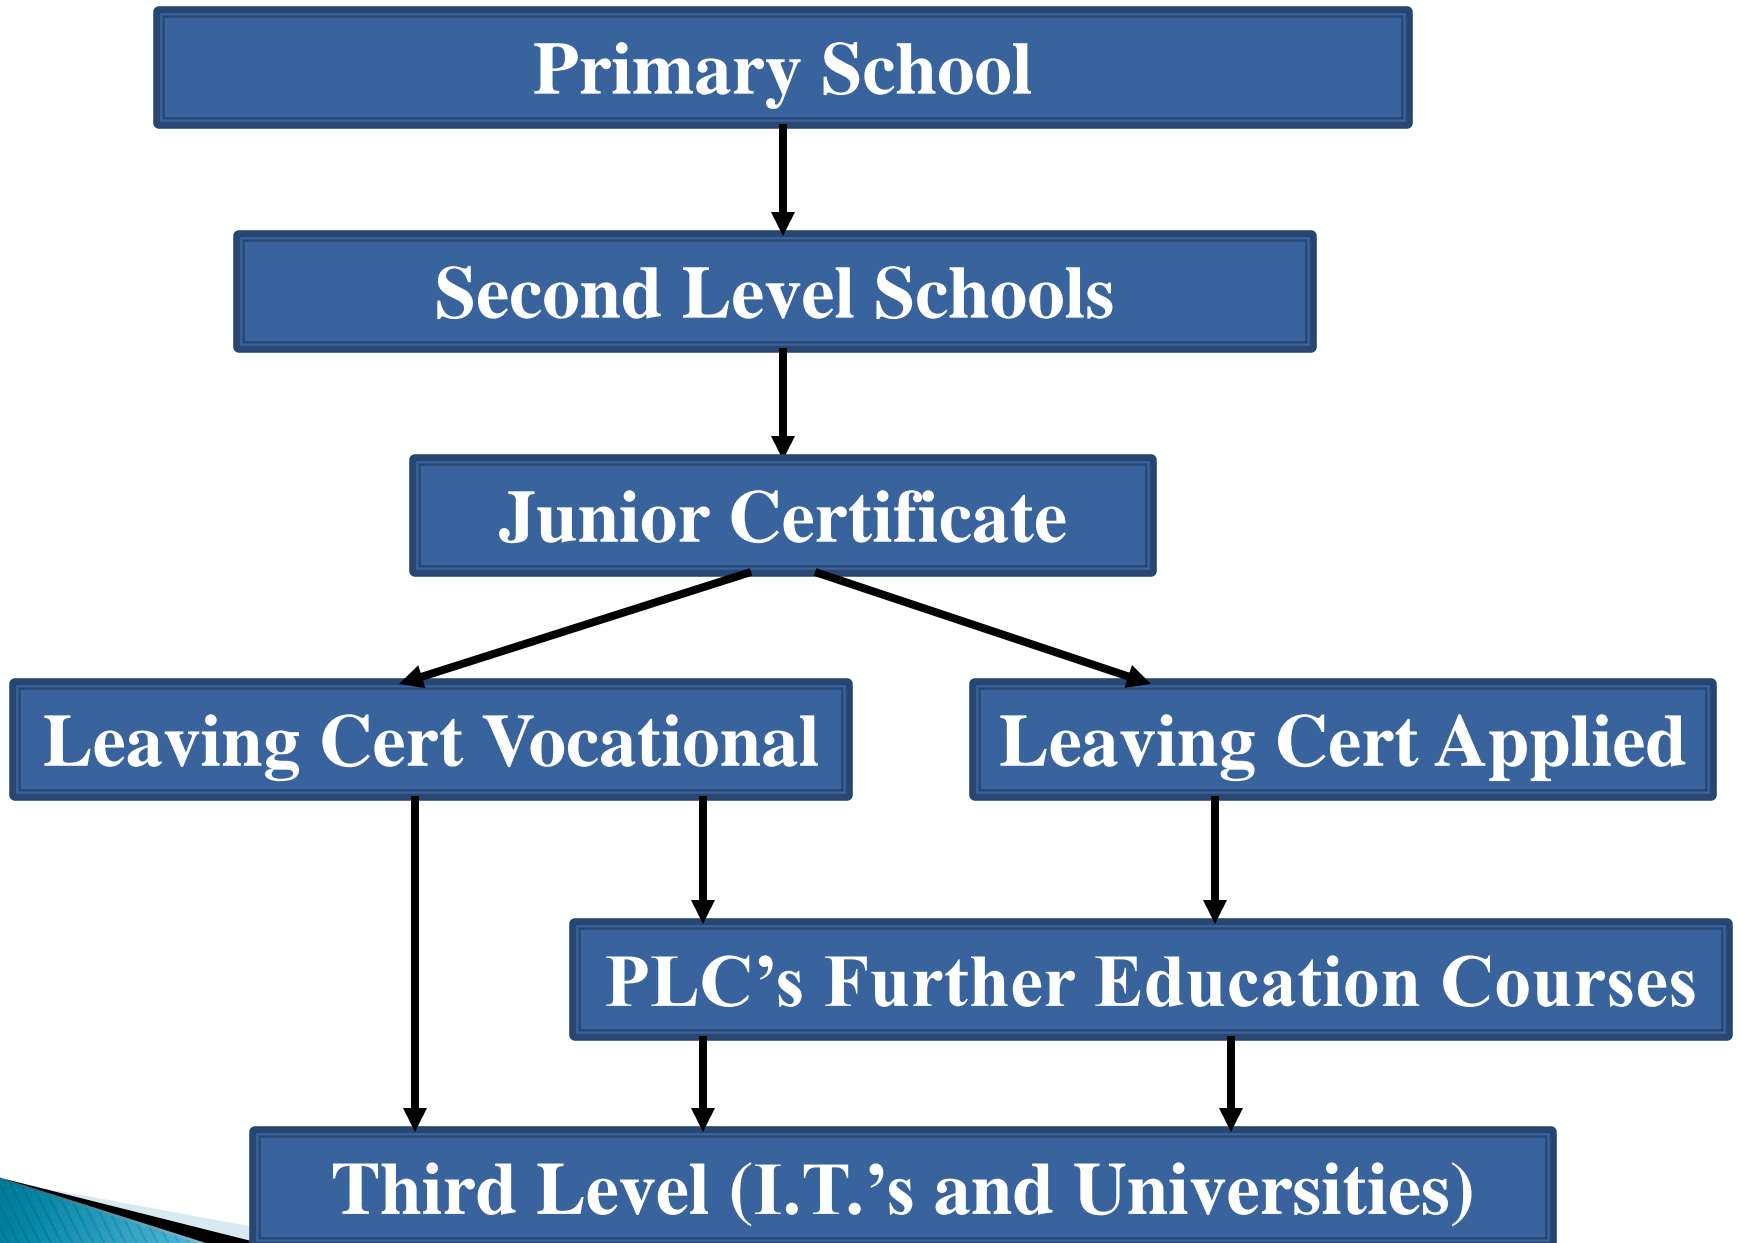 Primary School
Second Level Schools
Junior Certificate
Leaving Cert Vocational
Leaving Cert Applied
PLC’s Further Education Courses
Third Level (I.T.’s and Universities)